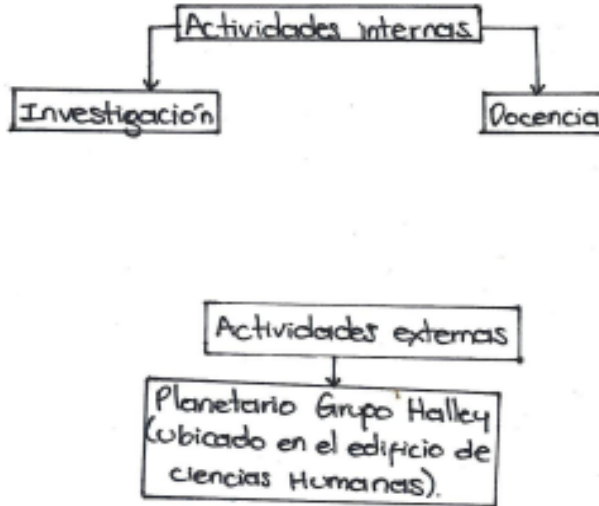 Actividades internas
Investigación
Docencia
Actividades externas
Planetario Grupo Halley
(ubicado en el edificio de
ciencias Humanas).